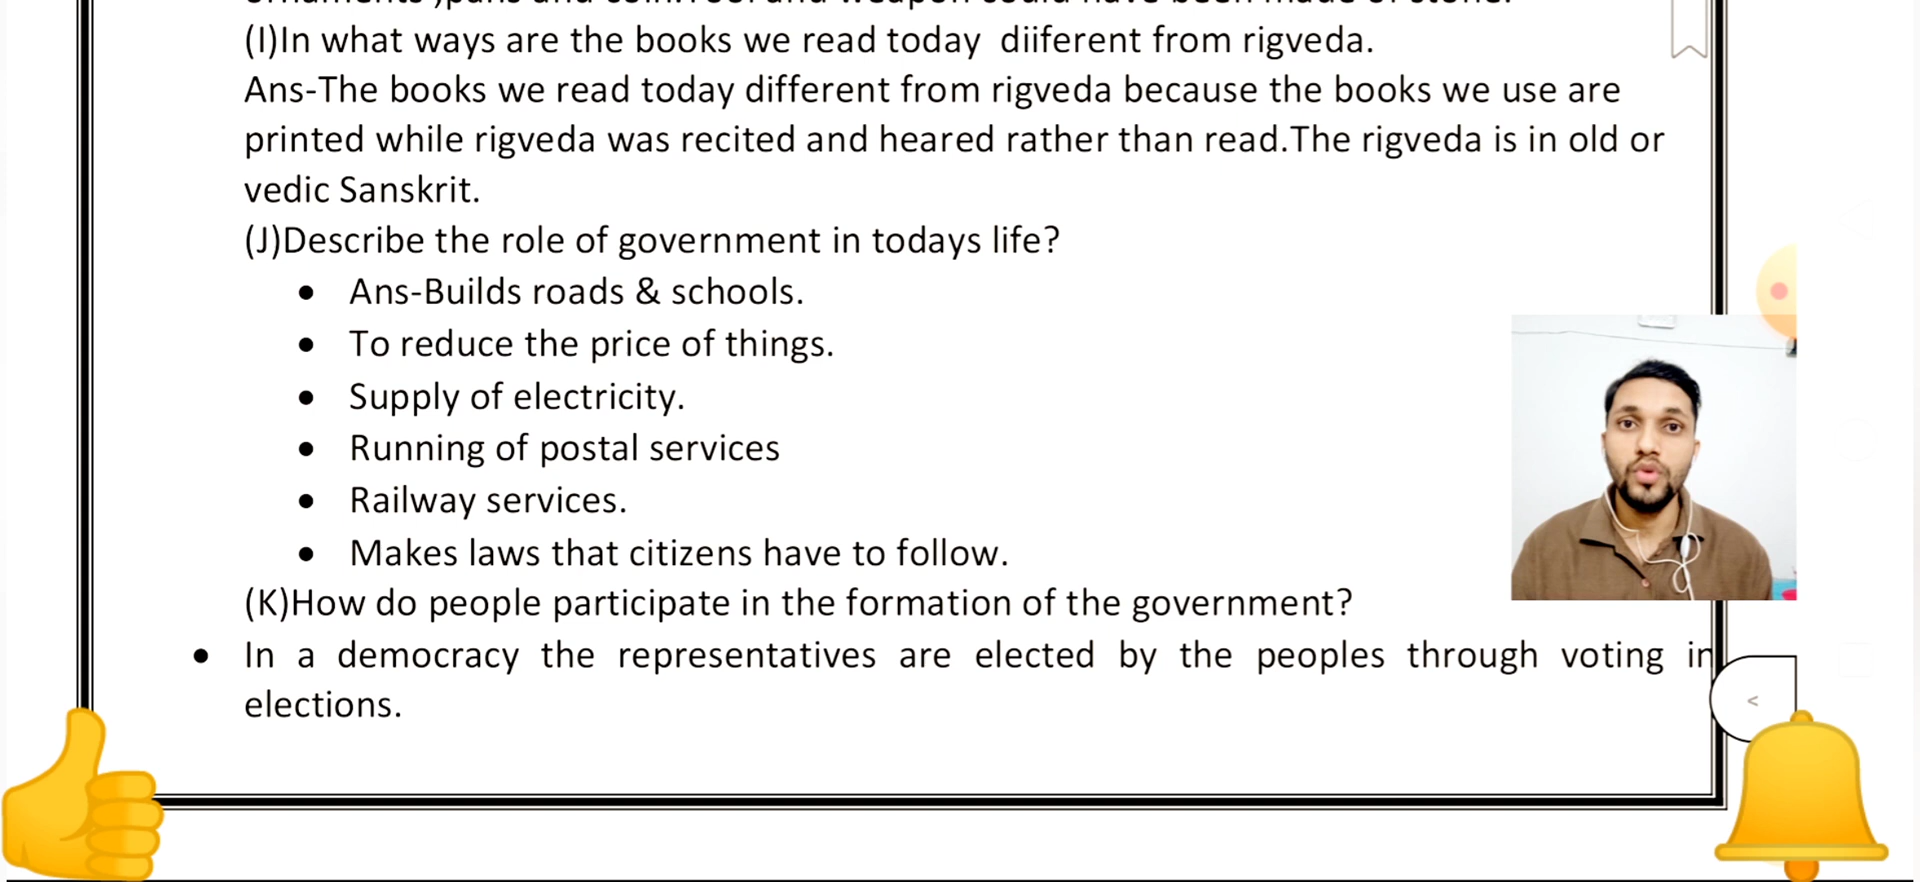 (I)In what ways are the books we read today diiferent from rigveda.
Ans-The books we read today different from rigveda because the books we use are
printed while rigveda was recited and heared rather than read.The rigveda is in old or
vedic Sanskrit.
(J)Describe the role of government in todays life?
• Ans-Builds roads & schools.
• To reduce the price of things.
• Supply of electricity.
• Running of postal services
• Railway services.
• Makes laws that citizens have to follow.
(K)How do people participate in the formation of the government?
• In a democracy the representatives are elected by the peoples through voting in
elections.
<